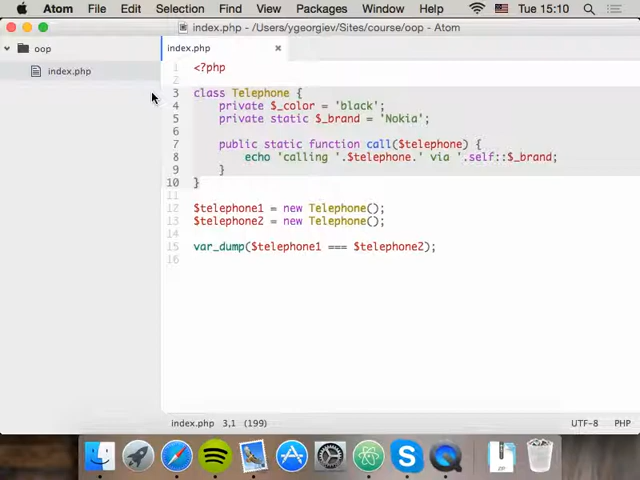 Atom File Edit Selection Find View Packages Window Help Tue 15:10
index.php - /Users/ygeorgiev/Sites/course/oop - Atom
oop
index.php
index.php
1 <?php
2
3 class Telephone {
4 private $_color = 'black';
5 private static $_brand = 'Nokia';
6
7 public static function call($telephone) {
8 echo 'calling '.$telephone.' via '.self::$_brand;
9 }
10 }
11
12 $telephone1 = new Telephone();
13 $telephone2 = new Telephone();
14
15 var_dump($telephone1 === $telephone2);
16
index.php 3,1 (199) UTF-8 PHP
ZIP